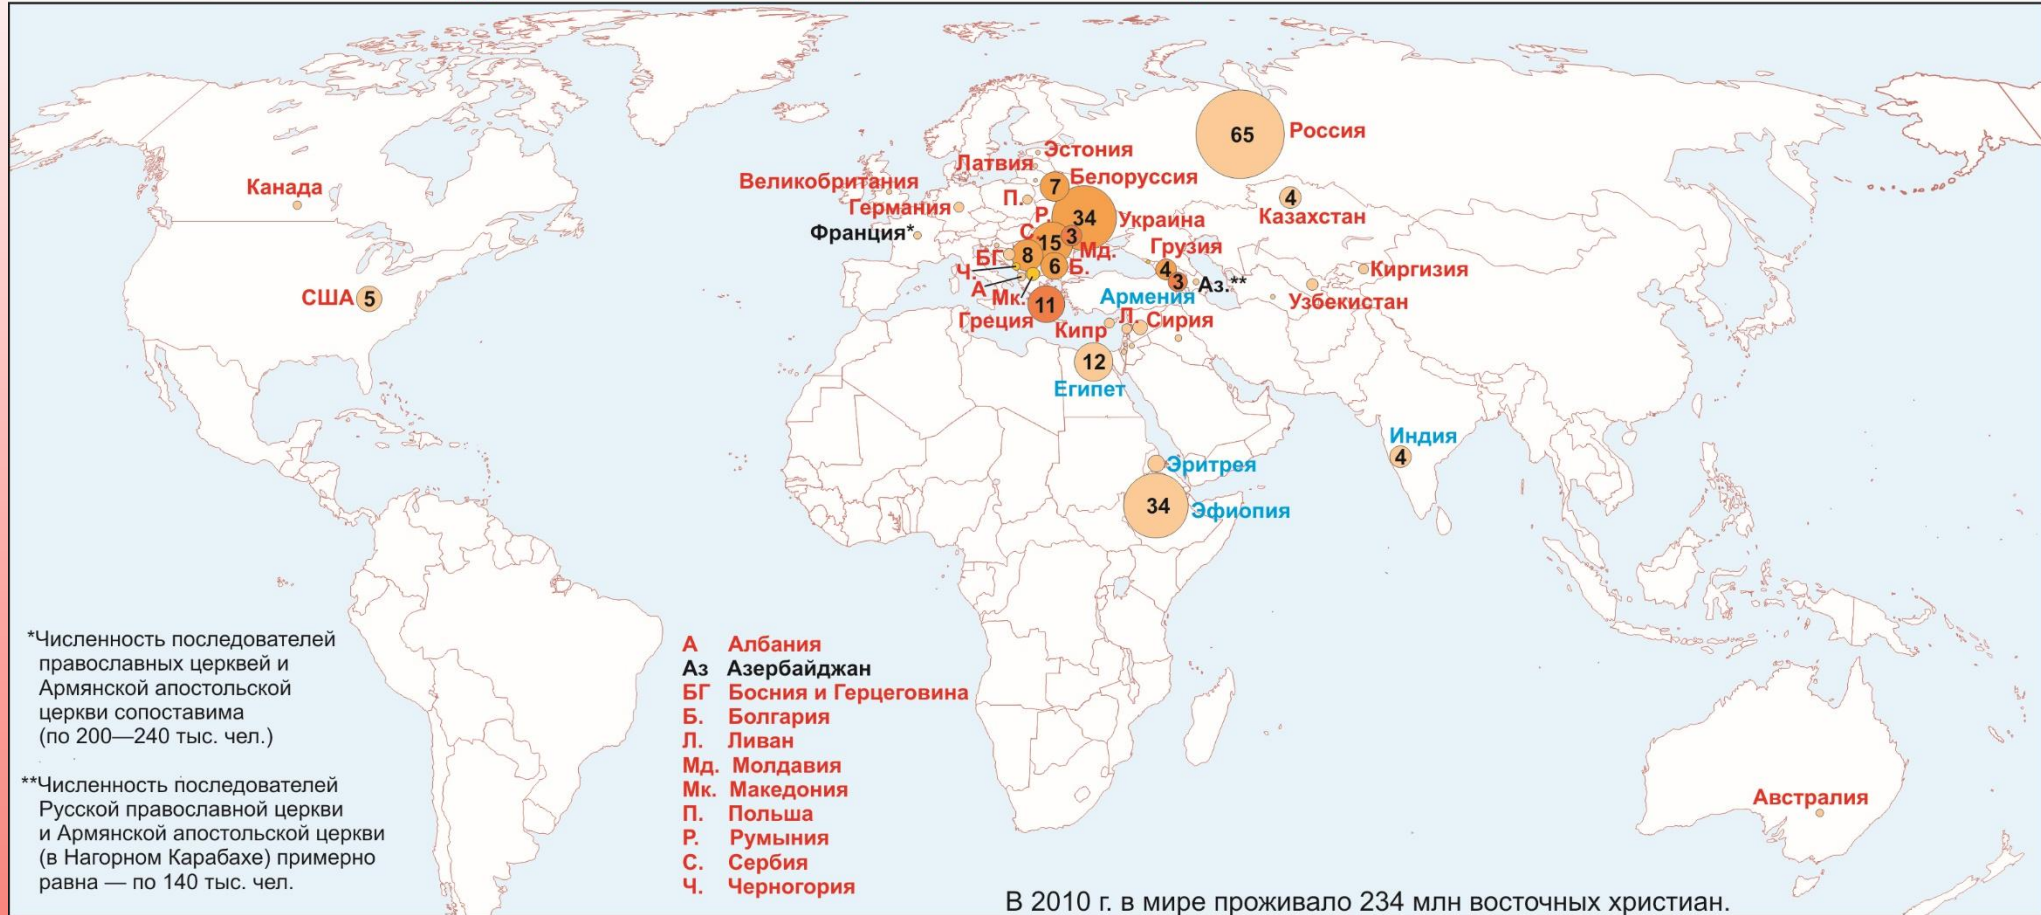 65
Россия
Эстония
Латвия
7
Белоруссия
Великобритания
Канада
П.
4
Германия
Р.
34
Украина
Казахстан
Франция*
С.
15
3
Мд.
Грузия
БГ
8
6
Б.
4
Киргизия
Ч.
3
Аз.**
А
США
5
Мк.
11
Армения
Узбекистан
Греция
Кипр
Л.
Сирия
12
Египет
Индия
4
Эритрея
34
Эфиопия
Австралия
*Численность последователей
православных церквей и
Армянской апостольской
церкви сопоставима
(по 200—240 тыс. чел.)
**Численность последователей
Русской православной церкви
и Армянской апостольской церкви
(в Нагорном Карабахе) примерно
равна — по 140 тыс. чел.
А Албания
Аз Азербайджан
БГ Босния и Герцеговина
Б. Болгария
Л. Ливан
Мд. Молдавия
Мк. Македония
П. Польша
Р. Румыния
С. Сербия
Ч. Черногория
В 2010 г. в мире проживало 234 млн восточных христиан.